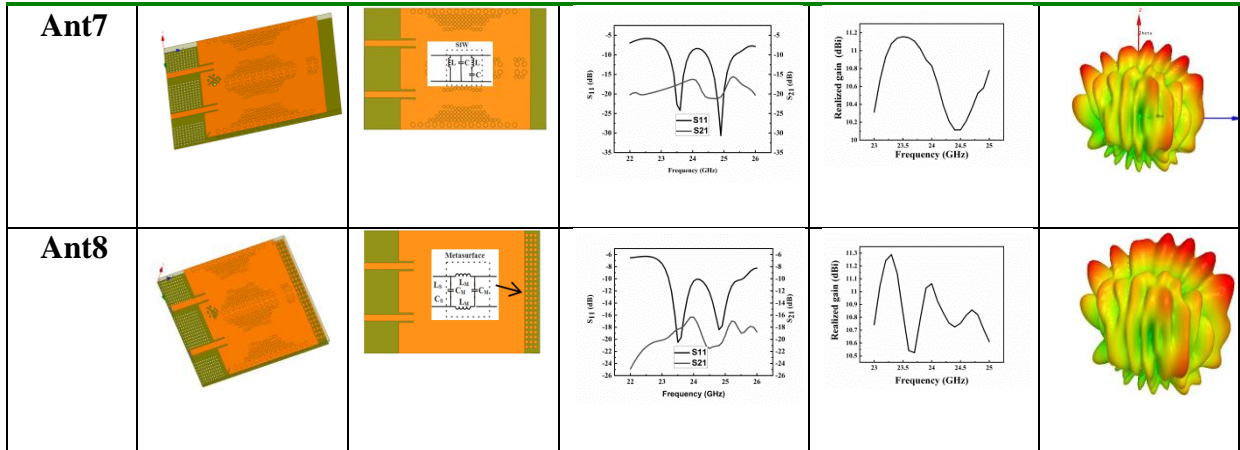 Ant7
SIW
L C L
C
-5
-10
-15
-20
-25
-30
-35
S11 (dB)
S11
S21
-5
-10
-15
-20
-25
-30
-35
S21 (dB)
22 23 24 25 26
Frequency (GHz)
11.2
11
10.8
10.6
10.4
10.2
10
Realized gain (dBi)
23 23.5 24 24.5 25
Frequency (GHz)
Z
Theta
Ant8
Metasurface
LS LM
CS CM CM
LM
-6
-8
-10
-12
-14
-16
-18
-20
-22
-24
-26
S11 (dB)
S11
S21
-6
-8
-10
-12
-14
-16
-18
-20
-22
-24
-26
S21 (dB)
22 23 24 25 26
Frequency (GHz)
11.3
11.2
11.1
11
10.9
10.8
10.7
10.6
10.5
Realized gain (dBi)
23 23.5 24 24.5 25
Frequency (GHz)